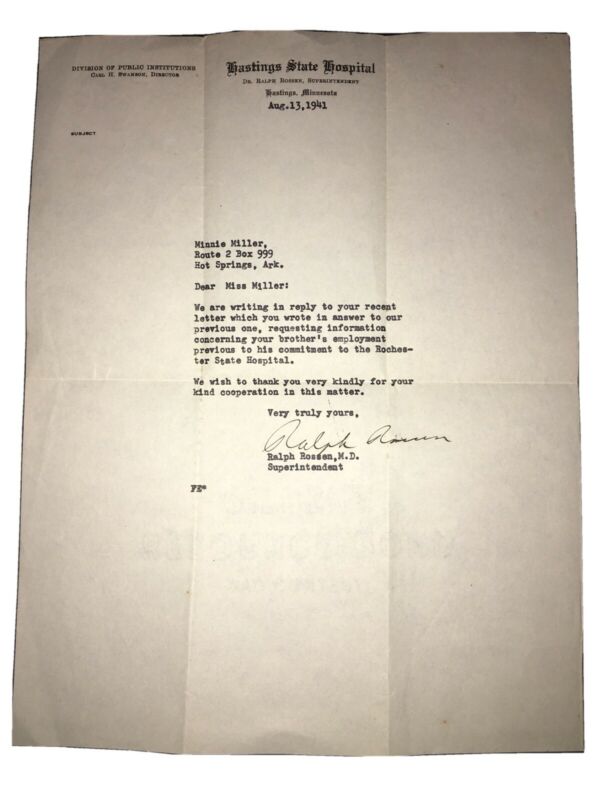 DIVISION OF PUBLIC INSTITUTIONS
CARL H. SWANSON, DIRECTOR
Hastings State Hospital
DR. RALPH ROSSEN, SUPERINTENDENT
Hastings, Minnesota
Aug.13,1941
SUBJECT
Minnie Miller,
Route 2 Box 999
Hot Springs, Ark.
Dear Miss Miller:
We are writing in reply to your recent
letter which you wrote in answer to our
previous one, requesting information
concerning your brother's employment
previous to his commitment to the Roches-
ter State Hospital.
We wish to thank you very kindly for your
kind cooperation in this matter.
Very truly yours,
Ralph Rossen
Ralph Rossen,M.D.
Superintendent